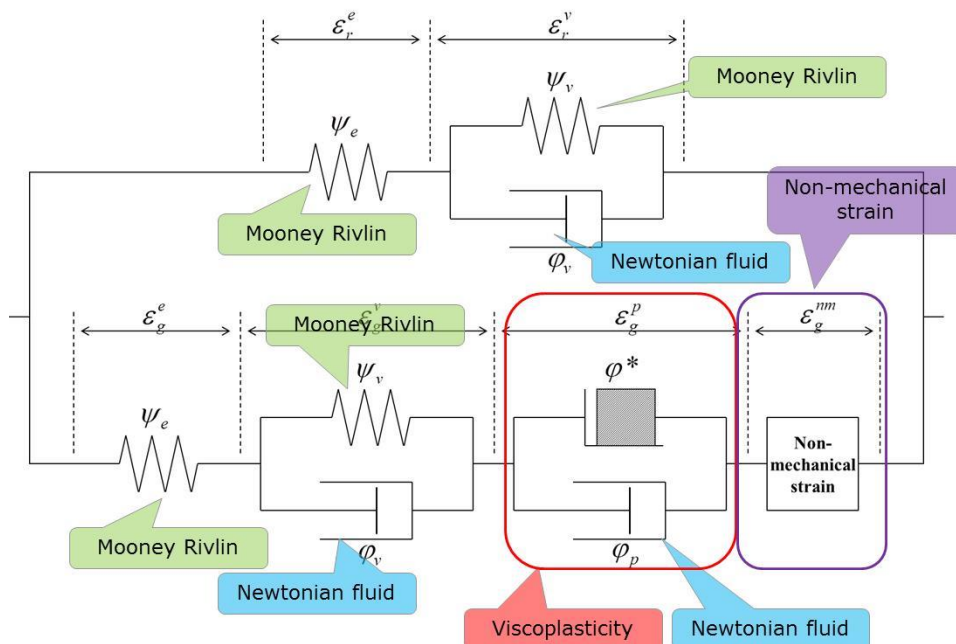 ε_r^e
ε_r^v
Mooney Rivlin
ψ_v
ψ_e
Non-mechanical
strain
Mooney Rivlin
Newtonian fluid
φ_v
ε_g^e
Mooney Rivlin
ε_g^v
ε_g^p
ε_g^nm
φ*
ψ_v
ψ_e
Non-
mechanical
strain
Mooney Rivlin
φ_v
φ_p
Newtonian fluid
Viscoplasticity
Newtonian fluid